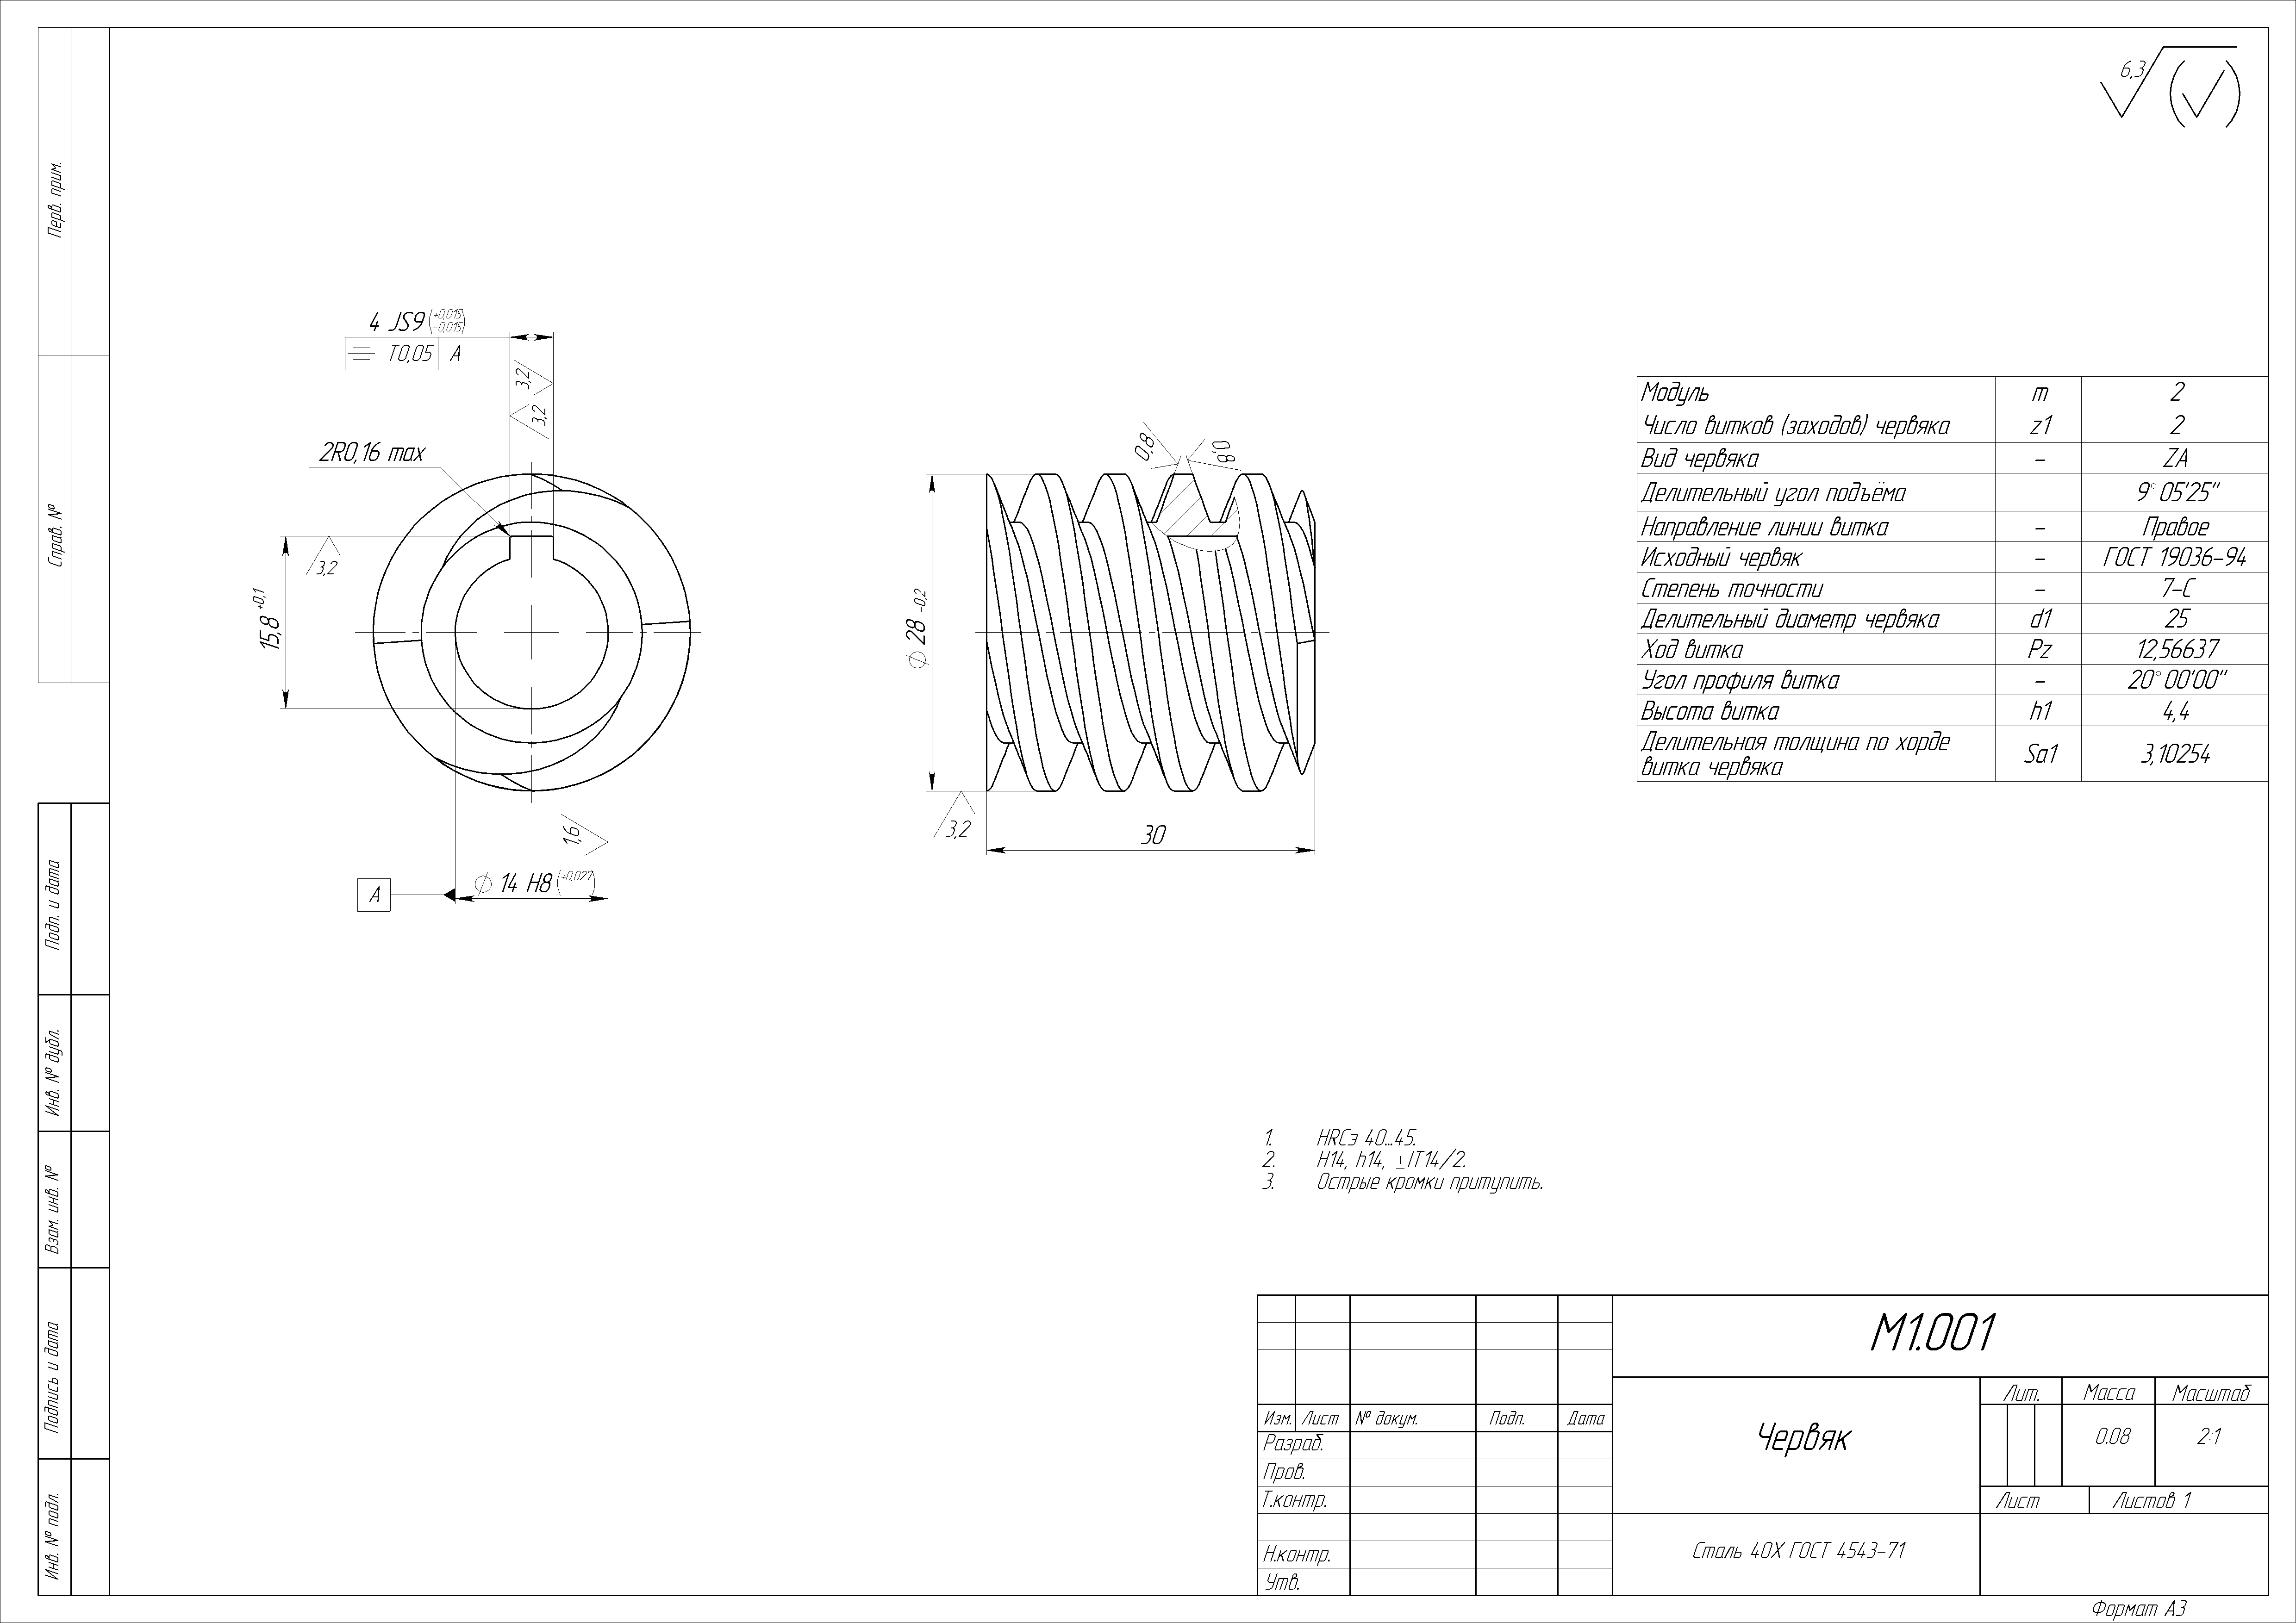 6,3
Перв. прим.
Справ. №
Подп. и дата
Инв. № дубл.
Взам. инв. №
Подпись и дата
Инв. № подл.
4 JS9 (+0,015
−0,015)
T0,05 A
3,2
3,2
2R0,16 max
3,2
15,8 +0,1
1,6
A
⌀ 14 H8 (+0,027)
0,8
0,8
⌀ 28 −0,2
3,2
30
Модуль m 2
Число витков (заходов) червяка z1 2
Вид червяка – ZA
Делительный угол подъёма 9°05'25"
Направление линии витка – Правое
Исходный червяк – ГОСТ 19036–94
Степень точности – 7–C
Делительный диаметр червяка d1 25
Ход витка Pz 12,56637
Угол профиля витка – 20°00'00"
Высота витка h1 4,4
Делительная толщина по хорде
витка червяка Sa1 3,10254
1. HRCэ 40...45.
2. H14, h14, ±IT14/2.
3. Острые кромки притупить.
М1.001
Изм. Лист № докум. Подп. Дата
Разраб.
Пров.
Т.контр.
Н.контр.
Утв.
Червяк
Лит. Масса Масштаб
0.08 2:1
Лист Листов 1
Сталь 40Х ГОСТ 4543–71
Формат А3